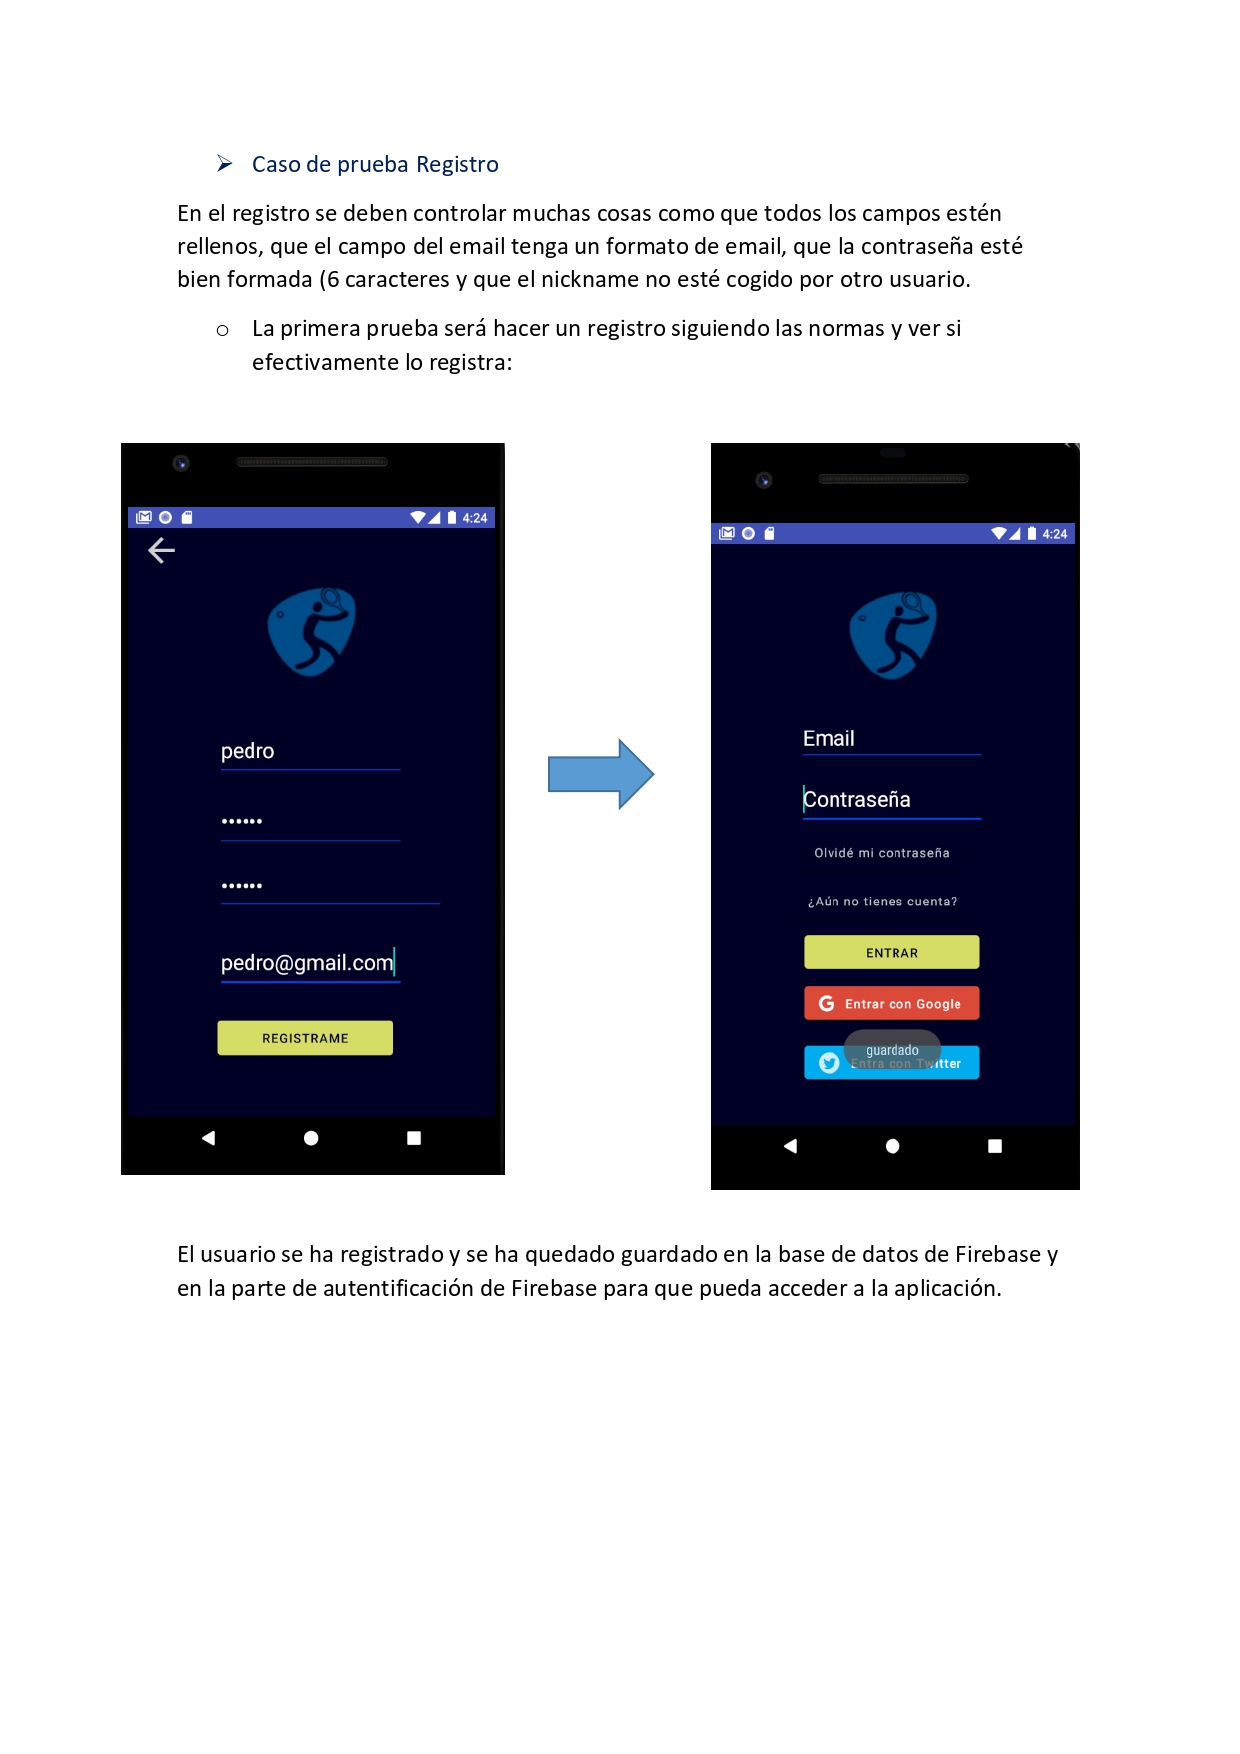 ➢ Caso de prueba Registro
En el registro se deben controlar muchas cosas como que todos los campos estén
rellenos, que el campo del email tenga un formato de email, que la contraseña esté
bien formada (6 caracteres y que el nickname no esté cogido por otro usuario.
o La primera prueba será hacer un registro siguiendo las normas y ver si
efectivamente lo registra:
4:24
pedro
••••••
••••••
pedro@gmail.com
REGISTRAME
4:24
Email
Contraseña
Olvidé mi contraseña
¿Aún no tienes cuenta?
ENTRAR
G Entrar con Google
guardado
Entra con Twitter
El usuario se ha registrado y se ha quedado guardado en la base de datos de Firebase y
en la parte de autentificación de Firebase para que pueda acceder a la aplicación.